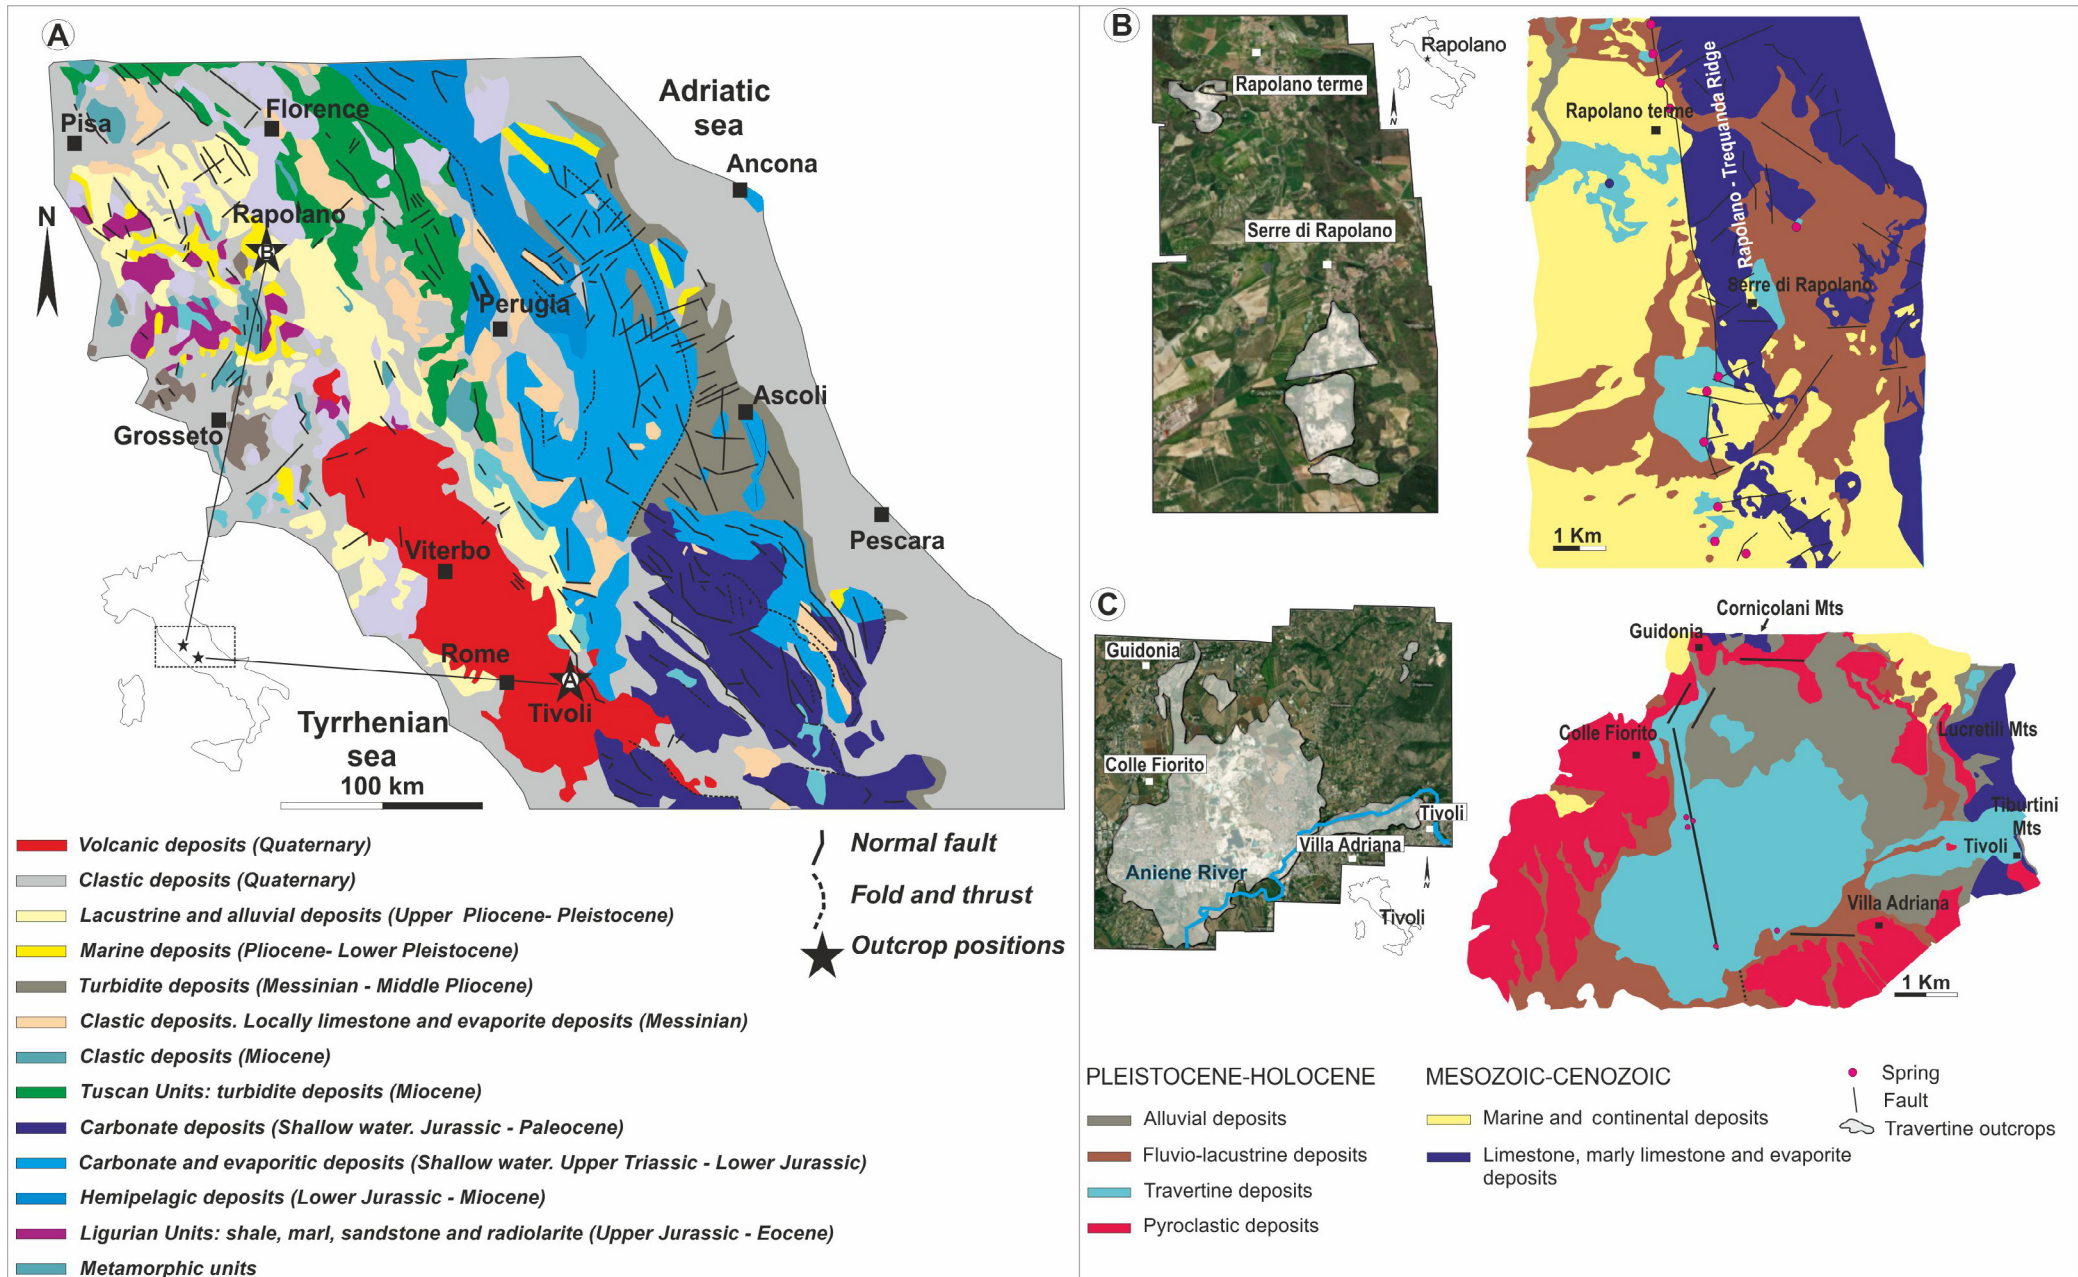 A
Adriatic
sea
Pisa
Florence
Ancona
N
Rapolano
B
Perugia
Ascoli
Grosseto
Pescara
Viterbo
Rome
A
Tivoli
Tyrrhenian
sea
100 km
Volcanic deposits (Quaternary)
Clastic deposits (Quaternary)
Lacustrine and alluvial deposits (Upper Pliocene- Pleistocene)
Marine deposits (Pliocene- Lower Pleistocene)
Turbidite deposits (Messinian - Middle Pliocene)
Clastic deposits. Locally limestone and evaporite deposits (Messinian)
Clastic deposits (Miocene)
Tuscan Units: turbidite deposits (Miocene)
Carbonate deposits (Shallow water. Jurassic - Paleocene)
Carbonate and evaporitic deposits (Shallow water. Upper Triassic - Lower Jurassic)
Hemipelagic deposits (Lower Jurassic - Miocene)
Ligurian Units: shale, marl, sandstone and radiolarite (Upper Jurassic - Eocene)
Metamorphic units
Normal fault
Fold and thrust
Outcrop positions
B
Rapolano terme
Serre di Rapolano
Rapolano
N
Rapolano terme
Rapolano - Trequanda Ridge
Serre di Rapolano
1 Km
C
Guidonia
Colle Fiorito
Tivoli
Villa Adriana
Aniene River
N
Tivoli
Cornicolani Mts
Guidonia
Colle Fiorito
Lucretili Mts
Tiburtini
Mts
Tivoli
Villa Adriana
1 Km
PLEISTOCENE-HOLOCENE
Alluvial deposits
Fluvio-lacustrine deposits
Travertine deposits
Pyroclastic deposits
MESOZOIC-CENOZOIC
Marine and continental deposits
Limestone, marly limestone and evaporite
deposits
Spring
Fault
Travertine outcrops